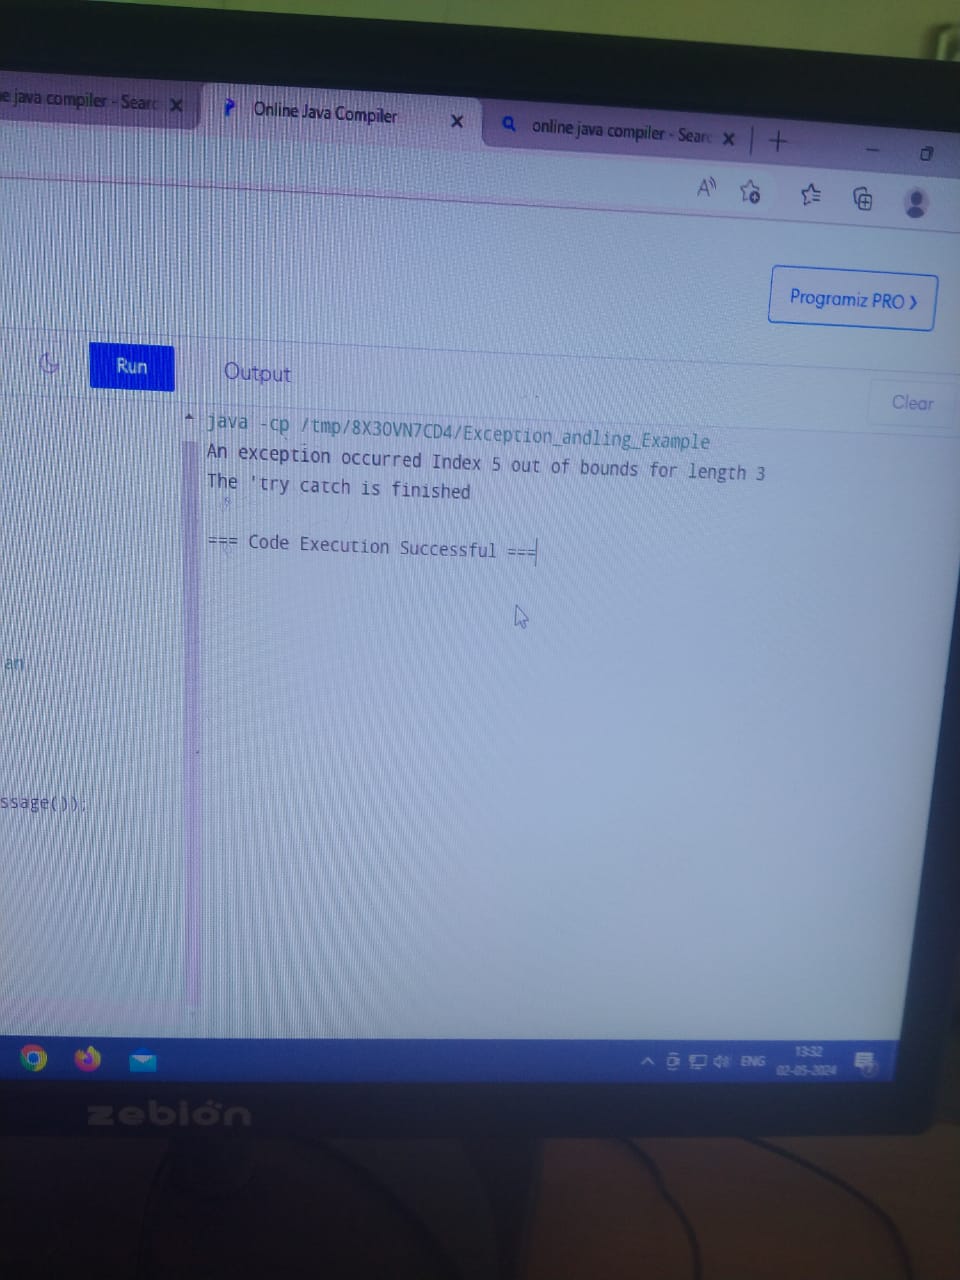 e java compiler - Searc
Online Java Compiler
online java compiler - Searc
Programiz PRO
Run
Output
Clear
java -cp /tmp/8X3OVN7CD4/Exception_andling_Example
An exception occurred Index 5 out of bounds for length 3
The 'try catch is finished
=== Code Execution Successful ===
an
ssage());
ENG
13:32
02-05-2024
zebion